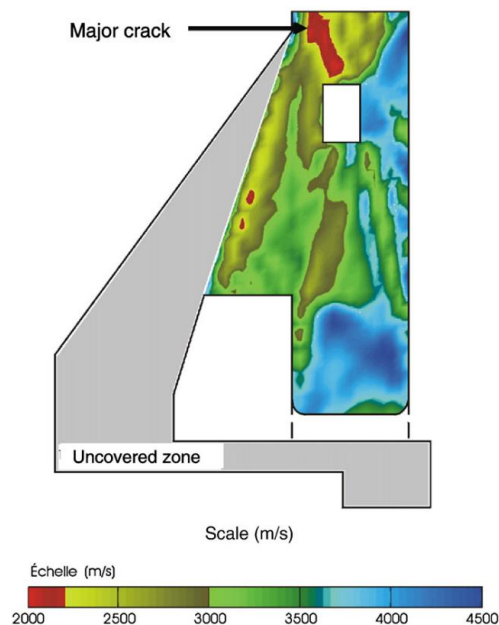 Major crack
Uncovered zone
Scale (m/s)
Échelle (m/s)
2000 2500 3000 3500 4000 4500